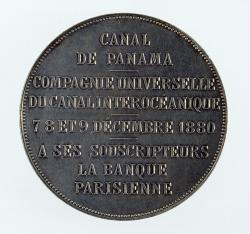 CANAL
DE PANAMA
COMPAGNIE UNIVERSELLE
DU CANAL INTEROCEANIQUE
7 8 ET 9 DECEMBRE 1880
A SES SOUSCRIPTEURS
LA BANQUE
PARISIENNE